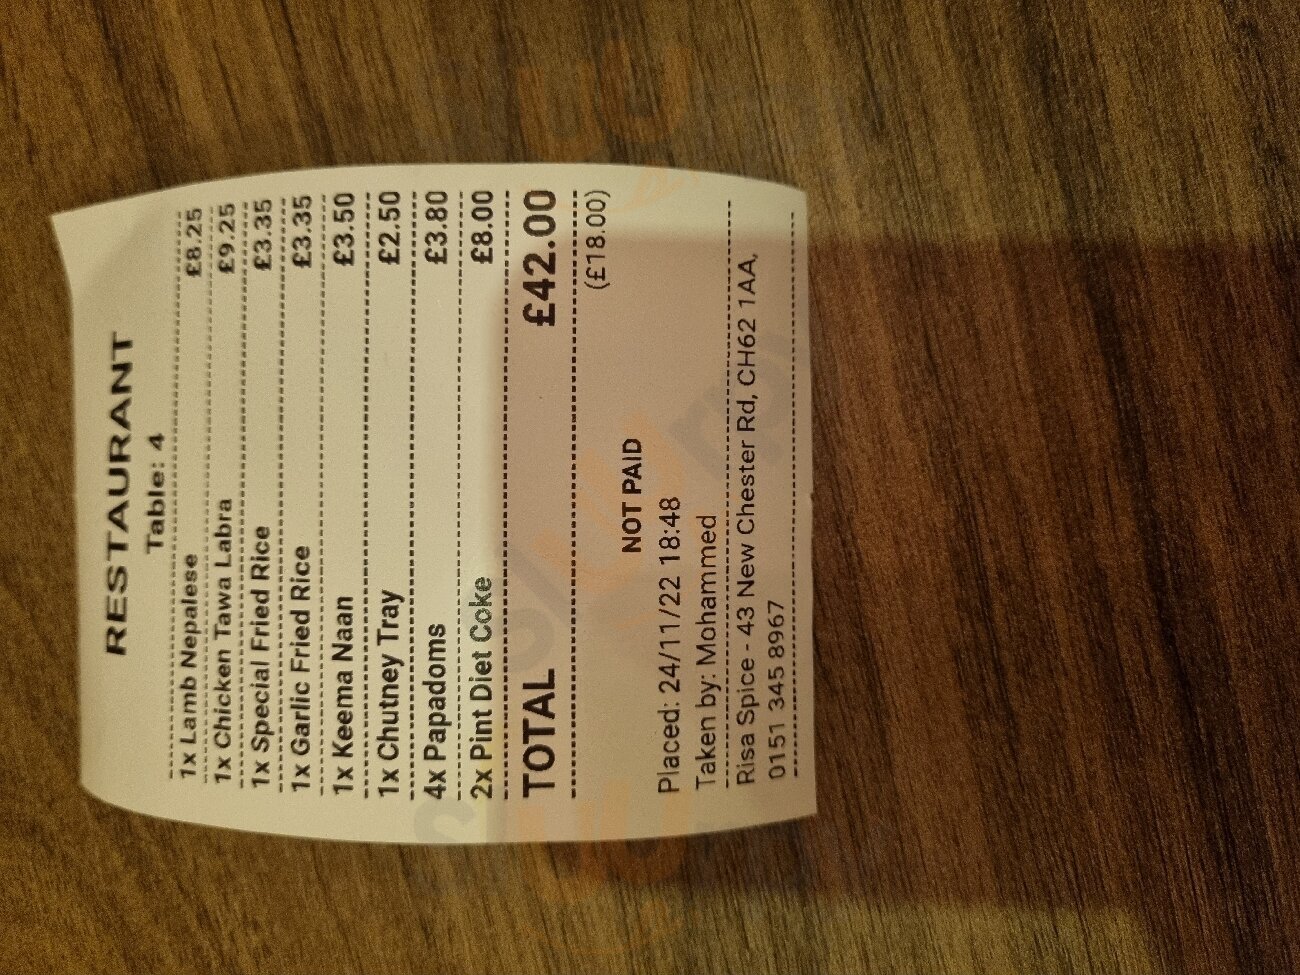 RESTAURANT
Table: 4
1x Lamb Nepalese £8.25
1x Chicken Tawa Labra £9.25
1x Special Fried Rice £3.35
1x Garlic Fried Rice £3.35
1x Keema Naan £3.50
1x Chutney Tray £2.50
4x Papadoms £3.80
2x Pint Diet Coke £8.00
TOTAL £42.00
(£18.00)
NOT PAID
Placed: 24/11/22 18:48
Taken by: Mohammed
Risa Spice - 43 New Chester Rd, CH62 1AA,
0151 345 8967